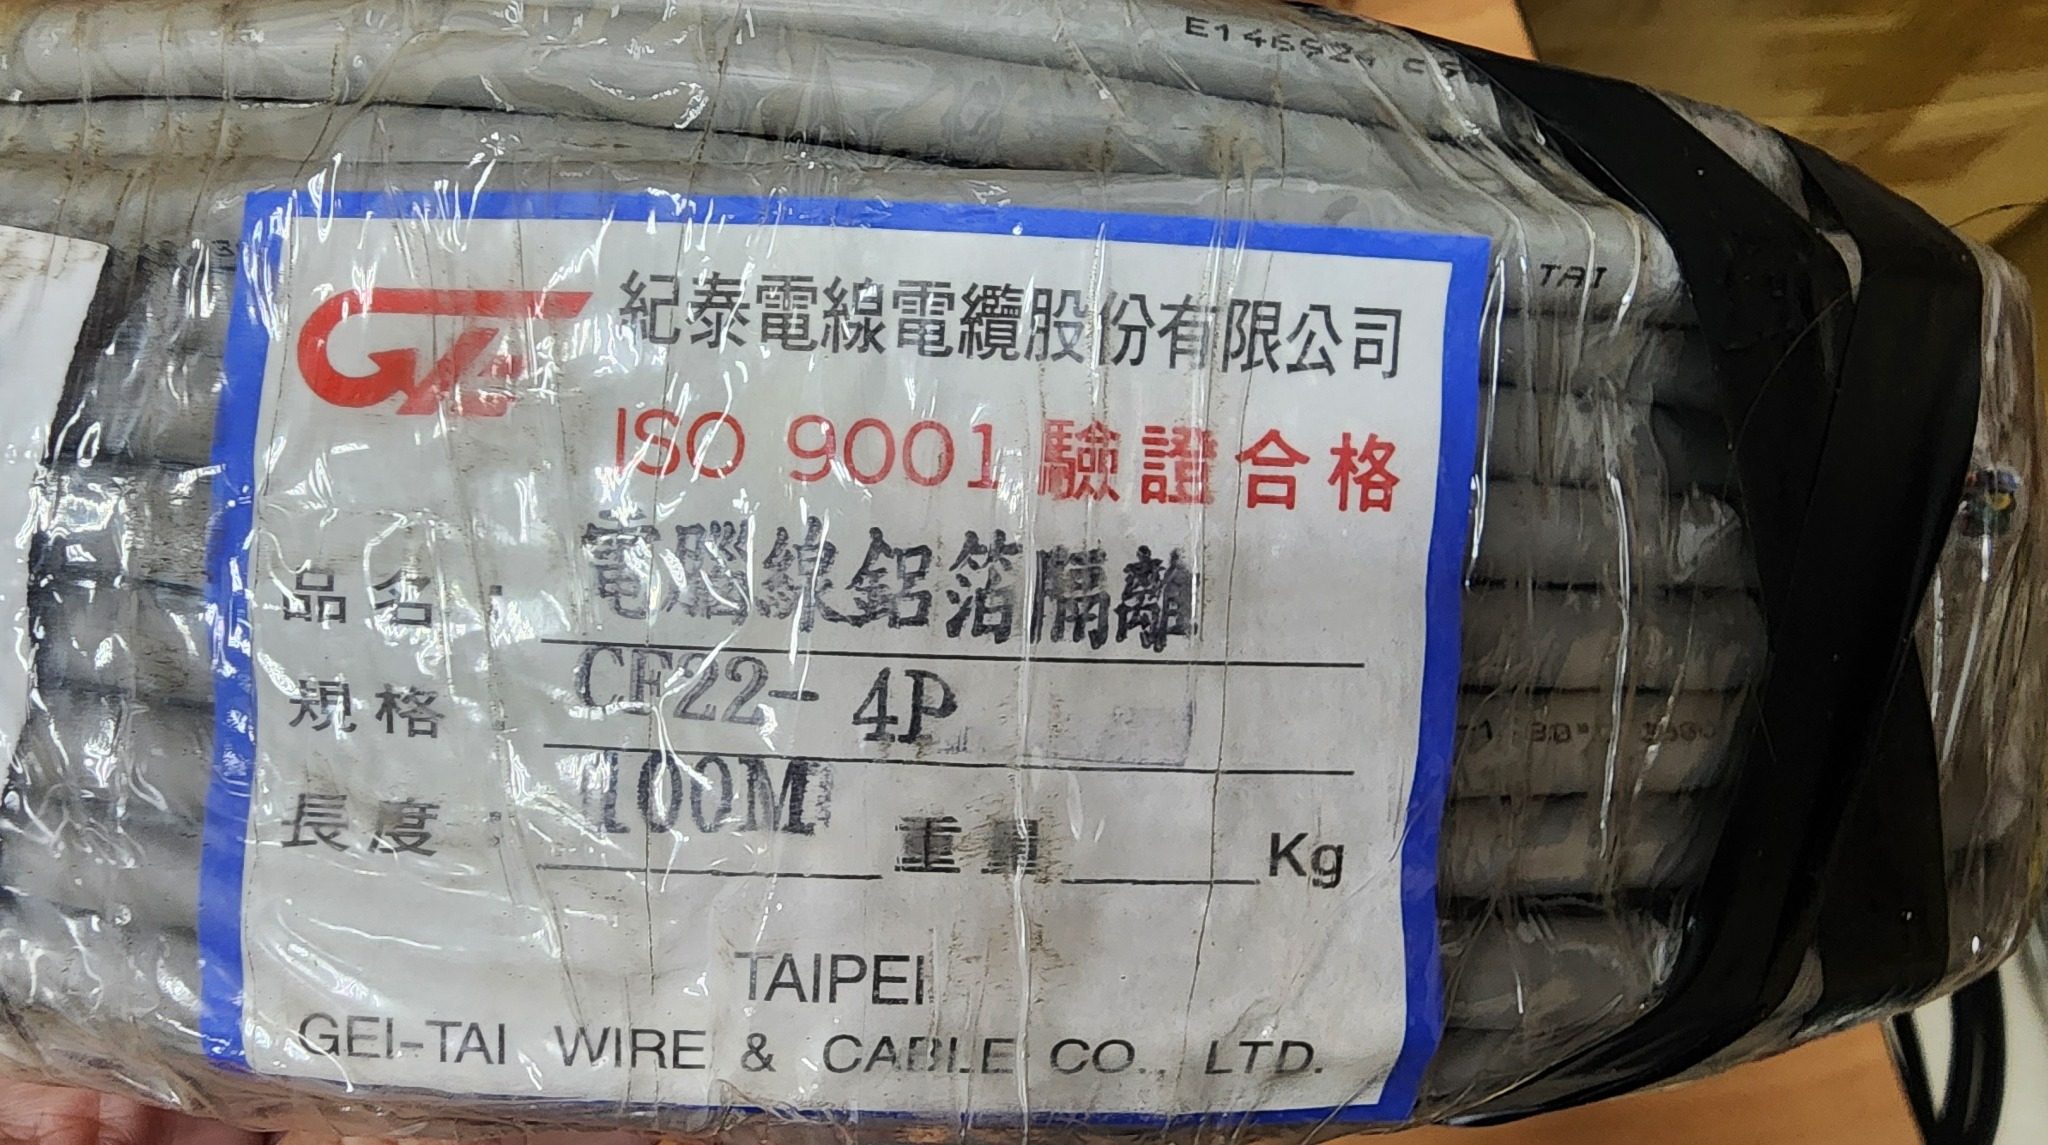 E146924
TAI
紀泰電線電纜股份有限公司
ISO 9001 驗證合格
品名: 電腦線鋁箔隔離
規格: CF22-4P
長度: 100M 重量 Kg
TAIPEI
GEI-TAI WIRE & CABLE CO., LTD.